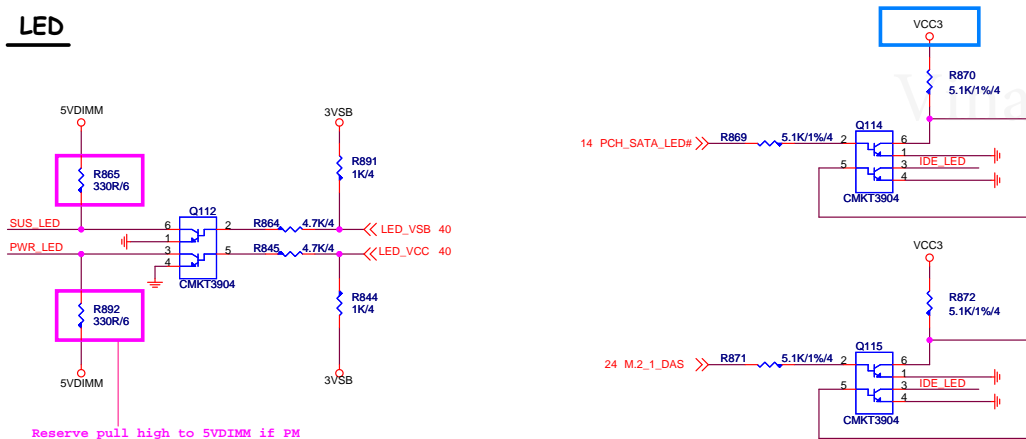 LED
5VDIMM
R865
330R/6
SUS_LED
PWR_LED
R892
330R/6
5VDIMM
Reserve pull high to 5VDIMM if PM
Q112
6
1
3
4
2
5
CMKT3904
R864
4.7K/4
R845
4.7K/4
3VSB
R891
1K/4
LED_VSB 40
LED_VCC 40
R844
1K/4
3VSB
VCC3
R870
5.1K/1%/4
14 PCH_SATA_LED#
R869
5.1K/1%/4
Q114
2
5
6
1
3
4
IDE_LED
CMKT3904
VCC3
R872
5.1K/1%/4
24 M.2_1_DAS
R871
5.1K/1%/4
Q115
2
5
6
1
3
4
IDE_LED
CMKT3904